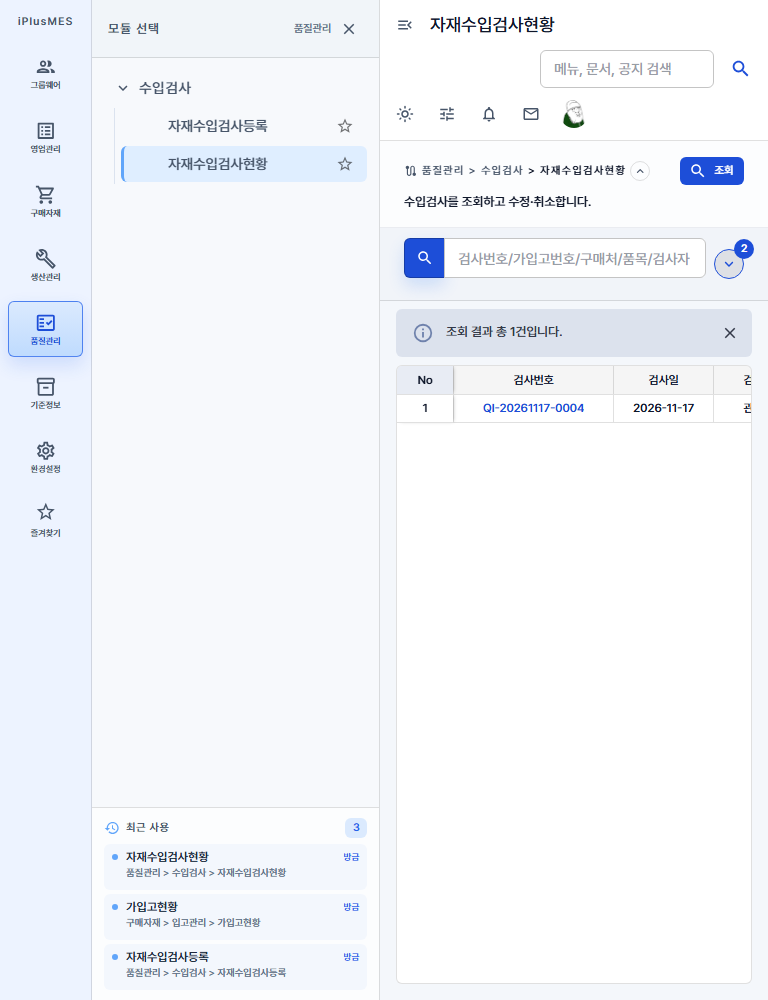 iPlusMES
그룹웨어
영업관리
구매자재
생산관리
품질관리
기준정보
환경설정
즐겨찾기
모듈 선택
품질관리
수입검사
자재수입검사등록
자재수입검사현황
최근 사용
3
자재수입검사현황
방금
품질관리 > 수입검사 > 자재수입검사현황
가입고현황
방금
구매자재 > 입고관리 > 가입고현황
자재수입검사등록
방금
품질관리 > 수입검사 > 자재수입검사등록
자재수입검사현황
메뉴, 문서, 공지 검색
품질관리 > 수입검사 > 자재수입검사현황
조회
수입검사를 조회하고 수정·취소합니다.
검사번호/가입고번호/구매처/품목/검사자
2
조회 결과 총 1건입니다.
No 검사번호 검사일
1 QI-20261117-0004 2026-11-17